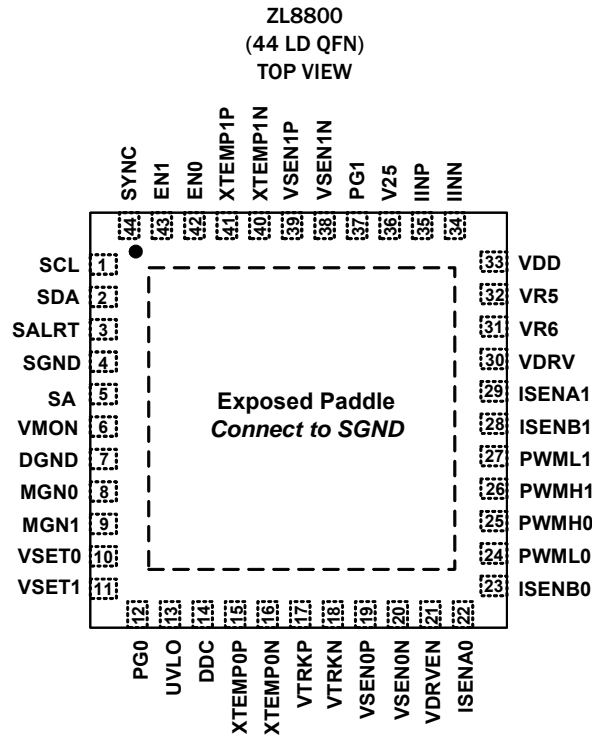 ZL8800
(44 LD QFN)
TOP VIEW
SYNC
EN1
EN0
XTEMP1P
XTEMP1N
VSEN1P
VSEN1N
PG1
V25
IINP
IINN
44
43
42
41
40
39
38
37
36
35
34
SCL 1
SDA 2
SALRT 3
SGND 4
SA 5
VMON 6
DGND 7
MGN0 8
MGN1 9
VSET0 10
VSET1 11
Exposed Paddle
Connect to SGND
33 VDD
32 VR5
31 VR6
30 VDRV
29 ISENA1
28 ISENB1
27 PWML1
26 PWMH1
25 PWMH0
24 PWML0
23 ISENB0
12
13
14
15
16
17
18
19
20
21
22
PG0
UVLO
DDC
XTEMP0P
XTEMP0N
VTRKP
VTRKN
VSEN0P
VSEN0N
VDRVEN
ISENA0